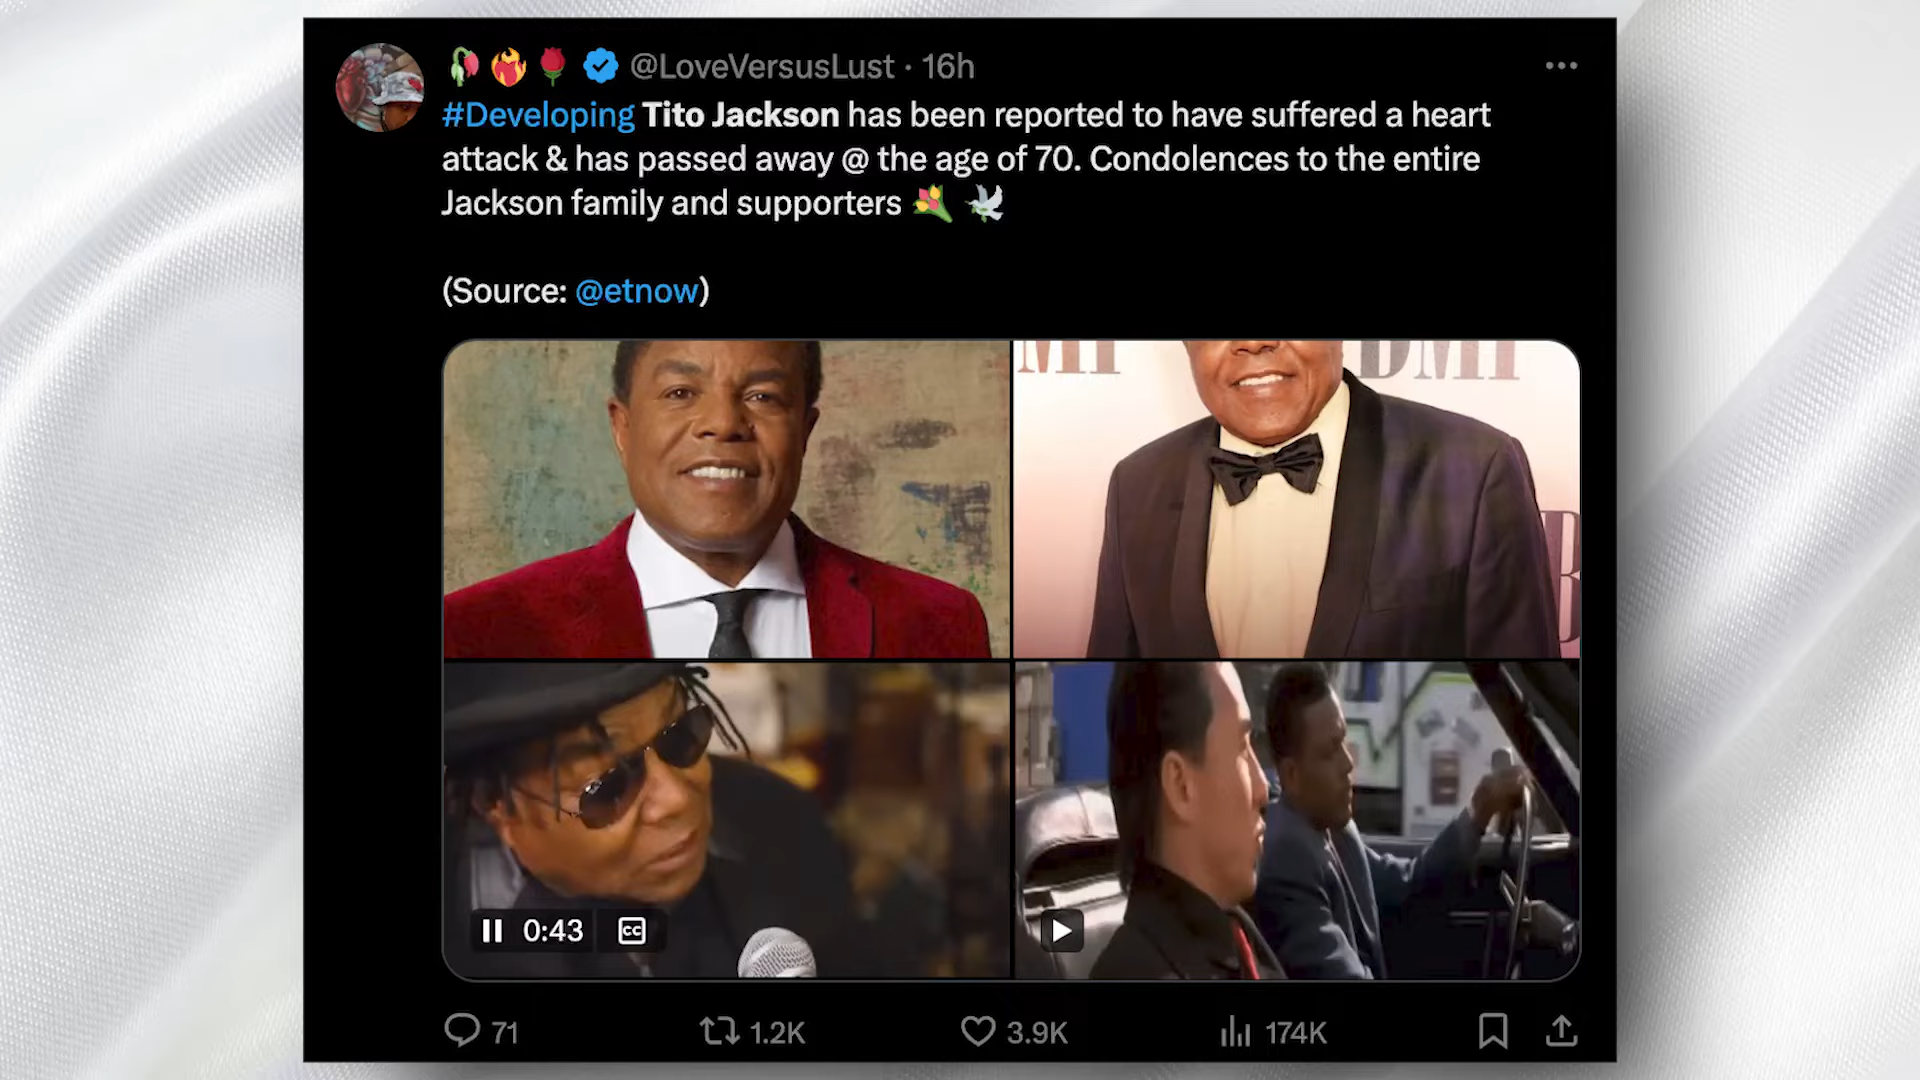 @LoveVersusLust · 16h
#Developing Tito Jackson has been reported to have suffered a heart
attack & has passed away @ the age of 70. Condolences to the entire
Jackson family and supporters
(Source: @etnow)
BMI
0:43 CC
71 1.2K 3.9K 174K